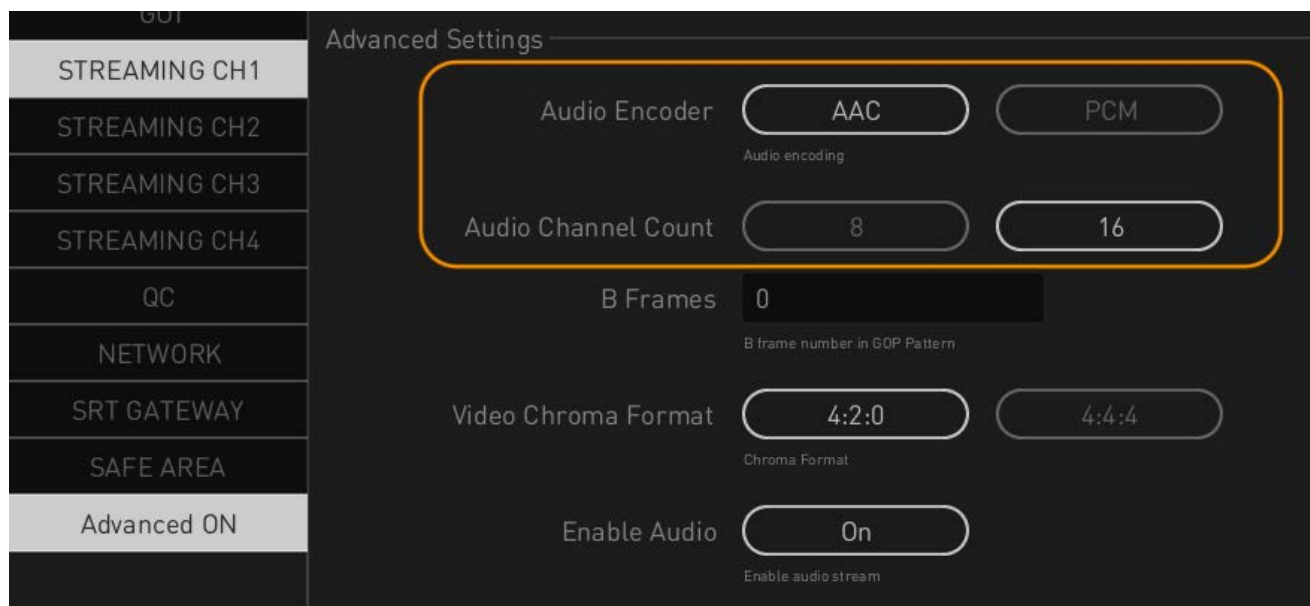 STREAMING CH1
STREAMING CH2
STREAMING CH3
STREAMING CH4
QC
NETWORK
SRT GATEWAY
SAFE AREA
Advanced ON
Advanced Settings
Audio Encoder AAC PCM
Audio encoding
Audio Channel Count 8 16
B Frames 0
B frame number in GOP Pattern
Video Chroma Format 4:2:0 4:4:4
Chroma Format
Enable Audio On
Enable audio stream